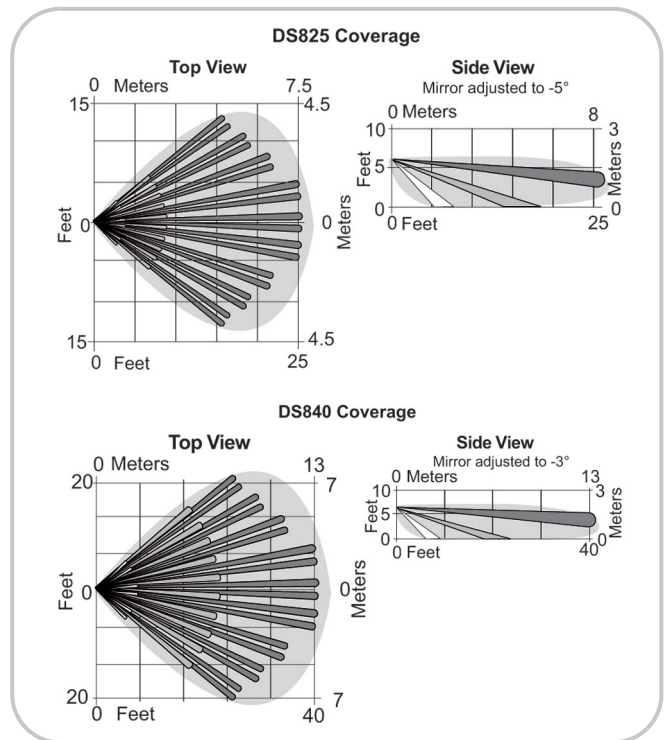 DS825 Coverage
Top View
0 Meters 7.5
15 4.5
Feet
0
0
Meters
15 4.5
0 Feet 25
Side View
Mirror adjusted to -5°
0 Meters 8
10 3
Feet
5
Meters
0 0
0 Feet 25
DS840 Coverage
Top View
0 Meters 13
20 7
Feet
0
0
Meters
20 7
0 Feet 40
Side View
Mirror adjusted to -3°
0 Meters 13
10 3
Feet
5
Meters
0 0
0 Feet 40